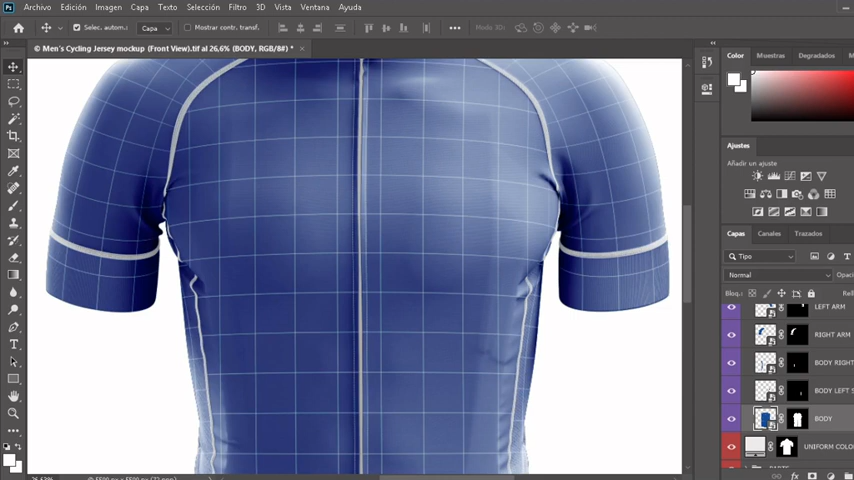 Archivo Edición Imagen Capa Texto Selección Filtro 3D Vista Ventana Ayuda
Selec. autom.: Capa Mostrar contr. transf. Modo 3D:
© Men's Cycling Jersey mockup (Front View).tif al 26,6% (BODY, RGB/8#) *
Color Muestras Degradados
Ajustes
Añadir un ajuste
Capas Canales Trazados
Tipo
Normal
Bloq.:
LEFT ARM
RIGHT ARM
BODY RIGHT
BODY LEFT S
BODY
UNIFORM COLO